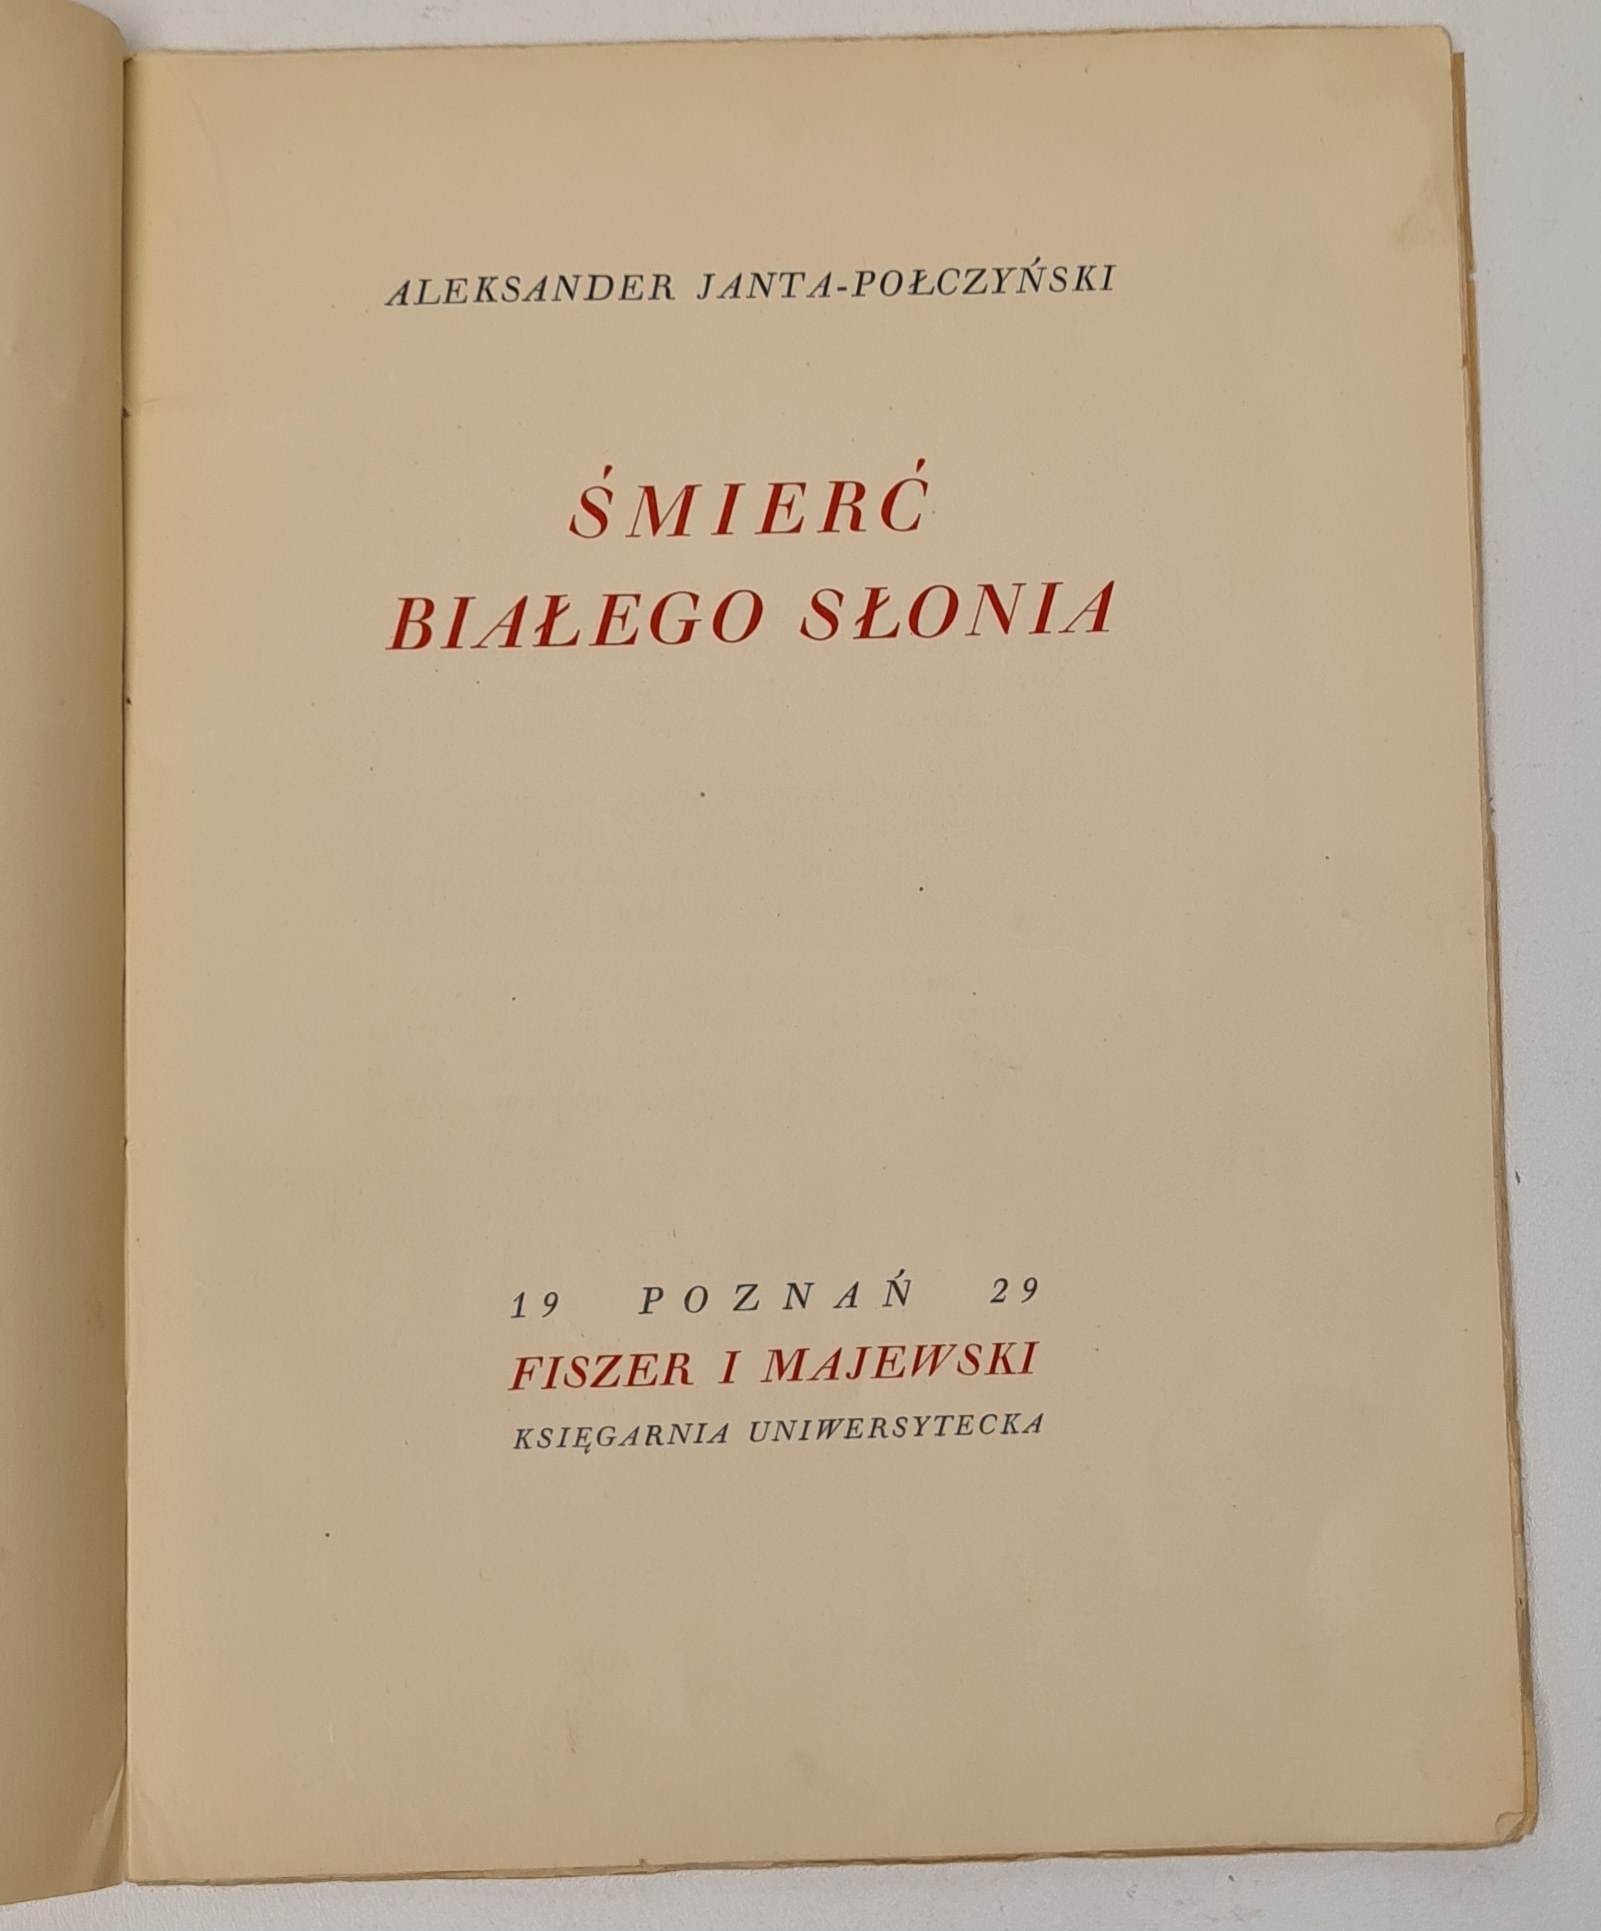 ALEKSANDER JANTA-POŁCZYŃSKI
ŚMIERĆ
BIAŁEGO SŁONIA
19 POZNAŃ 29
FISZER I MAJEWSKI
KSIĘGARNIA UNIWERSYTECKA